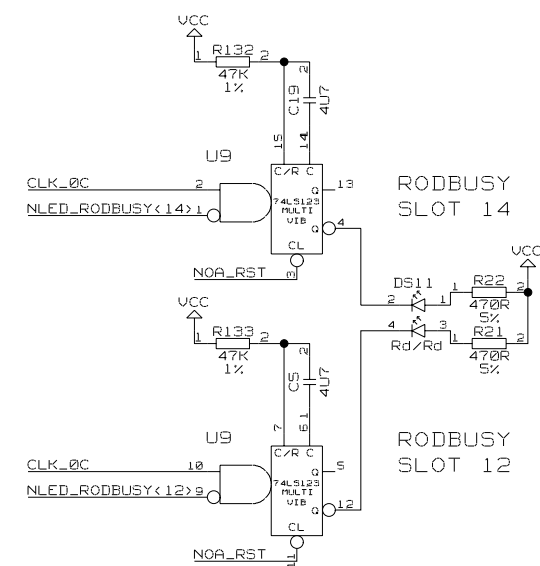 VCC
1 R132 2
47K
1%
2
C19
4U7
15
14
U9
C/R C
CLK_0C 2
Q 13
RODBUSY
SLOT 14
NLED_RODBUSY<14> 1
74LS123
MULTI
VIB
Q 4
CL
3
NOA_RST
VCC
DS11
2 1
1 R22 2
470R
5%
4 3
Rd/Rd
1 R21 2
470R
5%
VCC
1 R133 2
47K
1%
2
C5
4U7
7
6 1
U9
C/R C
RODBUSY
SLOT 12
CLK_0C 10
Q 5
NLED_RODBUSY<12> 9
74LS123
MULTI
VIB
Q 12
CL
11
NOA_RST